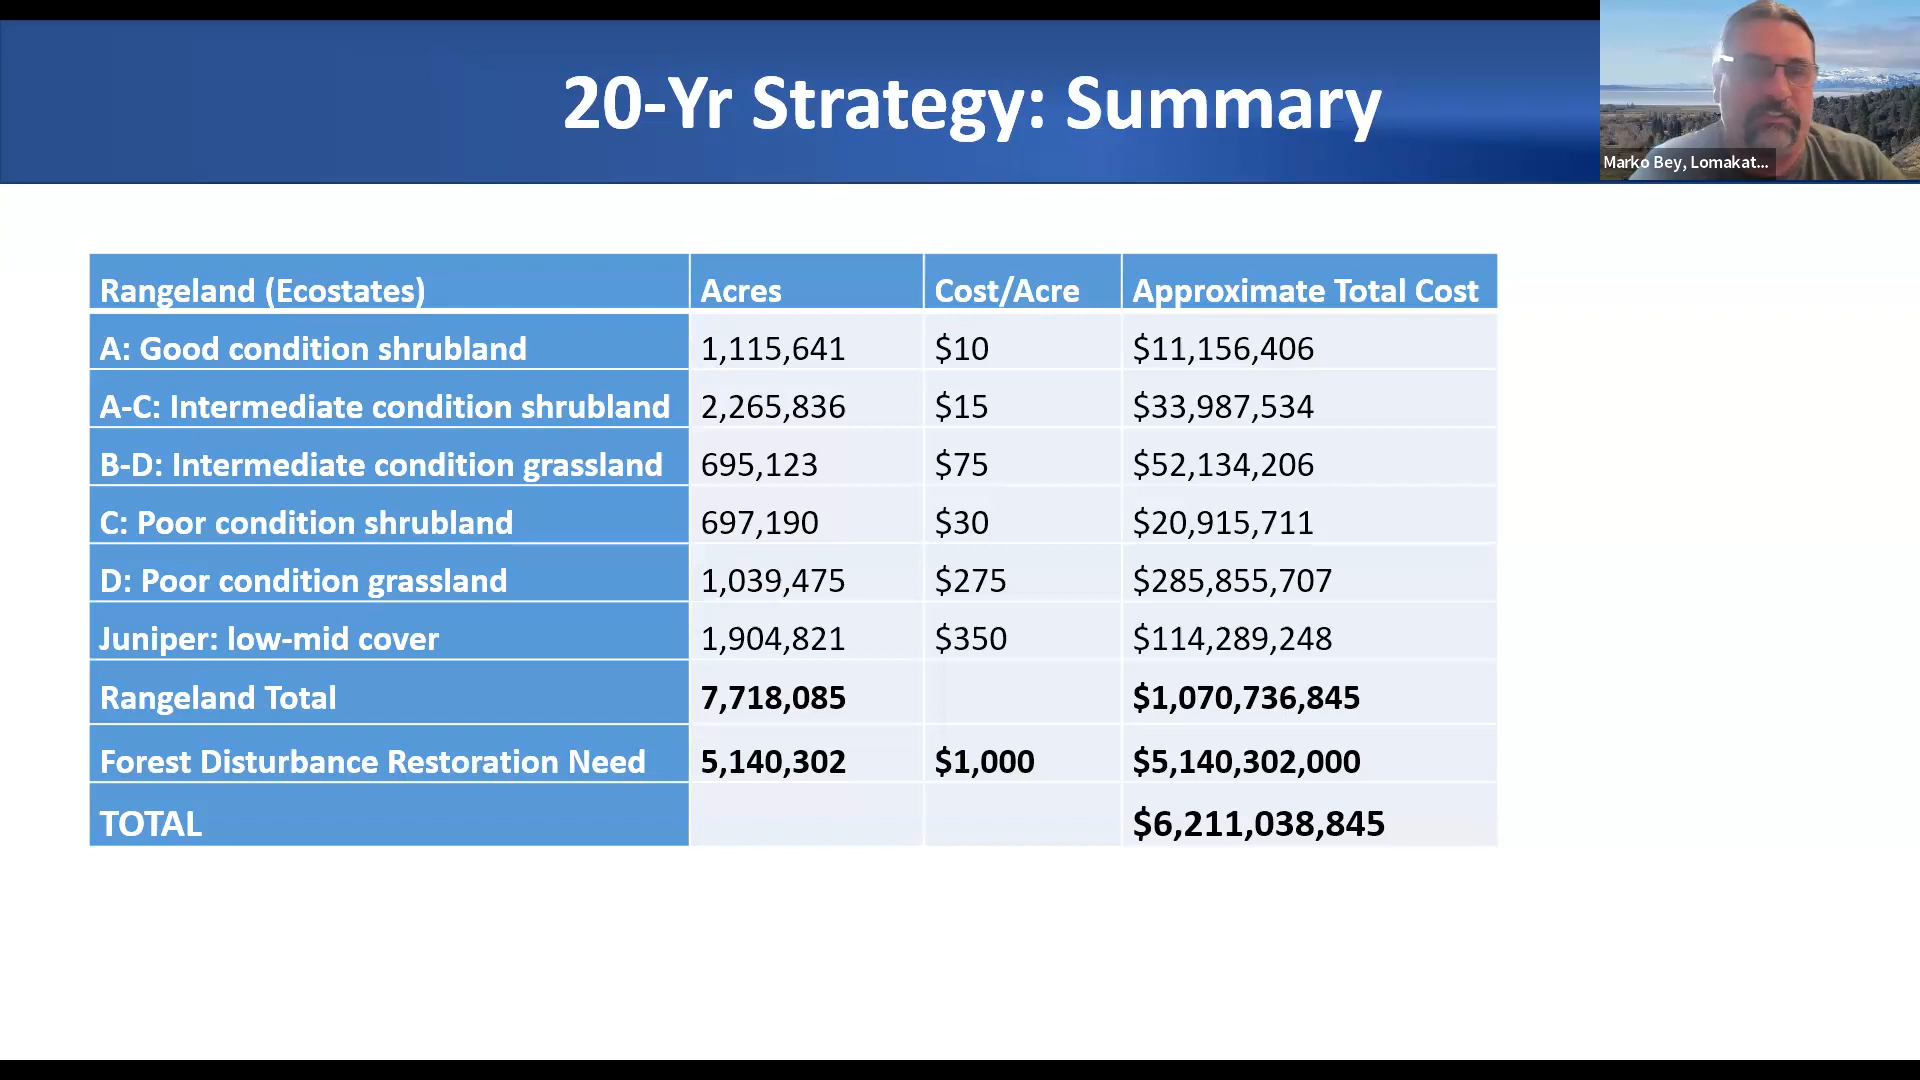 20-Yr Strategy: Summary
Marko Bey, Lomakat...
Rangeland (Ecostates) Acres Cost/Acre Approximate Total Cost
A: Good condition shrubland 1,115,641 $10 $11,156,406
A-C: Intermediate condition shrubland 2,265,836 $15 $33,987,534
B-D: Intermediate condition grassland 695,123 $75 $52,134,206
C: Poor condition shrubland 697,190 $30 $20,915,711
D: Poor condition grassland 1,039,475 $275 $285,855,707
Juniper: low-mid cover 1,904,821 $350 $114,289,248
Rangeland Total 7,718,085 $1,070,736,845
Forest Disturbance Restoration Need 5,140,302 $1,000 $5,140,302,000
TOTAL $6,211,038,845